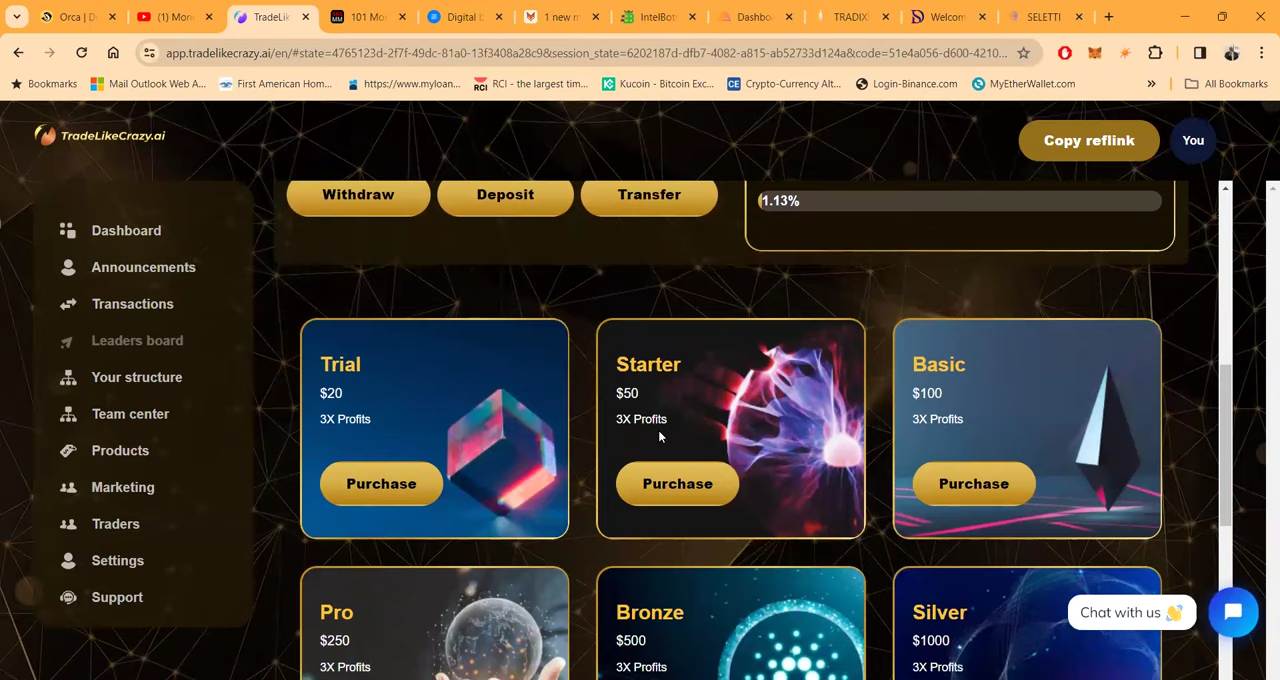 Orca | D
(1) More
TradeLik
101 Mo
Digital b
1 new m
IntelBot
Dashbo
TRADIX
Welcom
SELETTI
app.tradelikecrazy.ai/en/#state=4765123d-2f7f-49dc-81a0-13f3408a28c9&session_state=6202187d-dfb7-4082-a815-ab52733d124a&code=51e4a056-d600-4210...
Bookmarks
Mail Outlook Web A...
First American Hom...
https://www.myloan...
RCI - the largest tim...
Kucoin - Bitcoin Exc...
Crypto-Currency Alt...
Login-Binance.com
MyEtherWallet.com
All Bookmarks
TradeLikeCrazy.ai
Copy reflink
You
Dashboard
Announcements
Transactions
Leaders board
Your structure
Team center
Products
Marketing
Traders
Settings
Support
Withdraw
Deposit
Transfer
1.13%
Trial
$20
3X Profits
Purchase
Starter
$50
3X Profits
Purchase
Basic
$100
3X Profits
Purchase
Pro
$250
3X Profits
Bronze
$500
3X Profits
Silver
$1000
3X Profits
Chat with us 👋